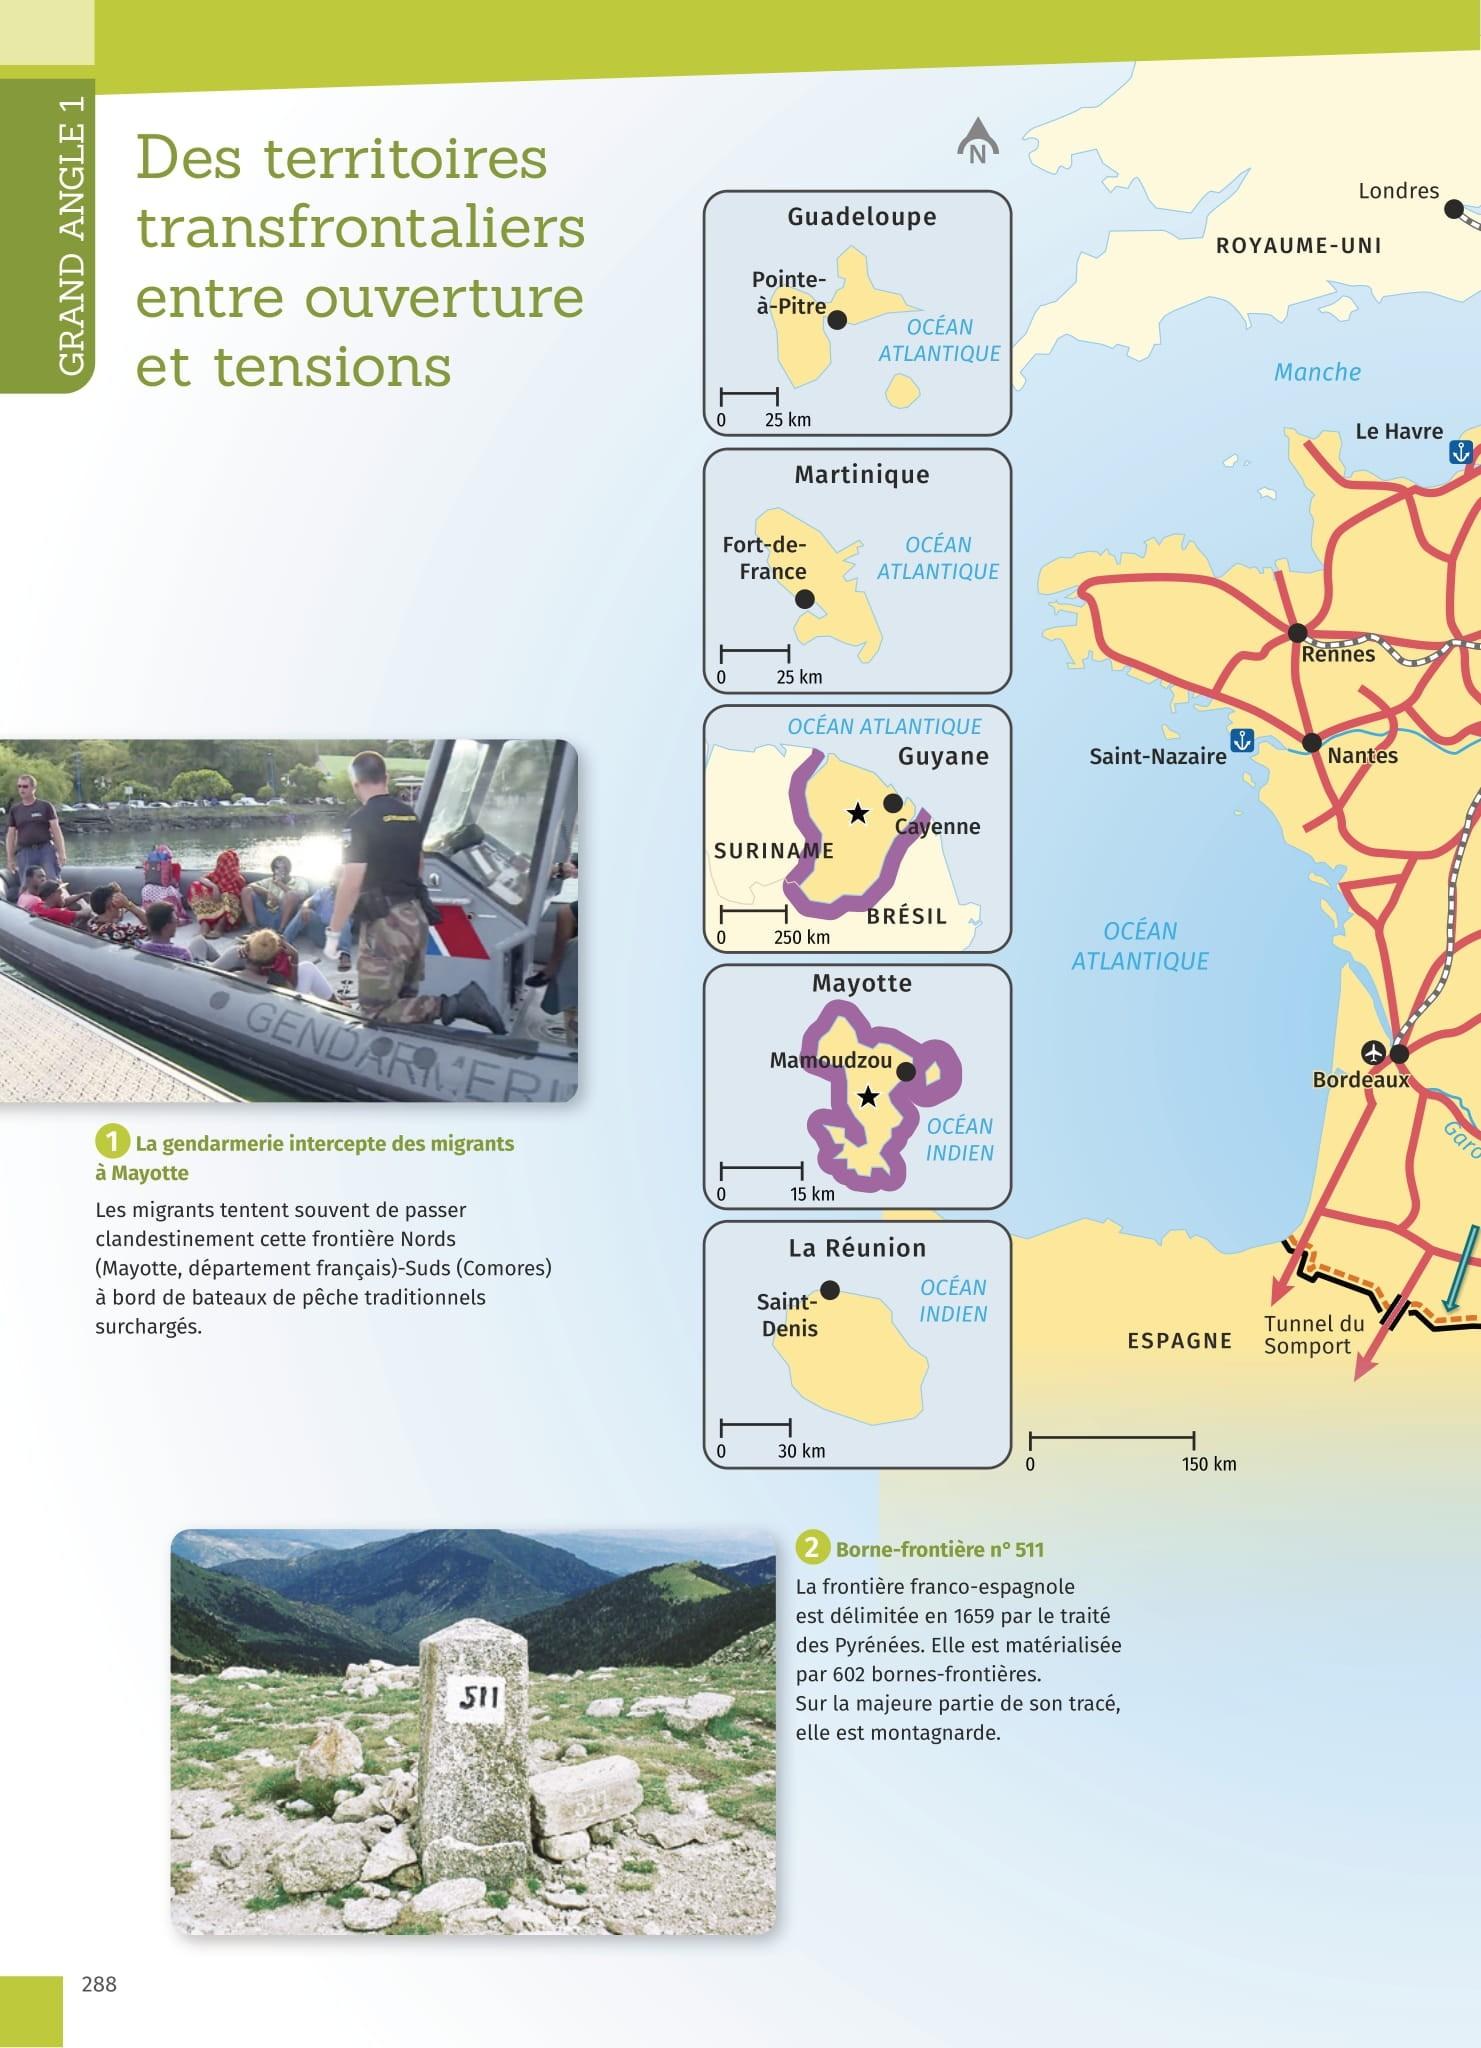 GRAND ANGLE 1
Des territoires
transfrontaliers
entre ouverture
et tensions
N
Guadeloupe
Pointe-
à-Pitre
OCÉAN
ATLANTIQUE
0 25 km
Martinique
Fort-de-
France
OCÉAN
ATLANTIQUE
0 25 km
OCÉAN ATLANTIQUE
Guyane
Cayenne
SURINAME
BRÉSIL
0 250 km
Mayotte
Mamoudzou
OCÉAN
INDIEN
0 15 km
La Réunion
Saint-
Denis
OCÉAN
INDIEN
0 30 km
Londres
ROYAUME-UNI
Manche
Le Havre
Rennes
Saint-Nazaire
Nantes
OCÉAN
ATLANTIQUE
Bordeaux
Garo
Tunnel du
Somport
ESPAGNE
0 150 km
GENDARMERI
1 La gendarmerie intercepte des migrants
à Mayotte
Les migrants tentent souvent de passer
clandestinement cette frontière Nords
(Mayotte, département français)-Suds (Comores)
à bord de bateaux de pêche traditionnels
surchargés.
511
2 Borne-frontière n° 511
La frontière franco-espagnole
est délimitée en 1659 par le traité
des Pyrénées. Elle est matérialisée
par 602 bornes-frontières.
Sur la majeure partie de son tracé,
elle est montagnarde.
288